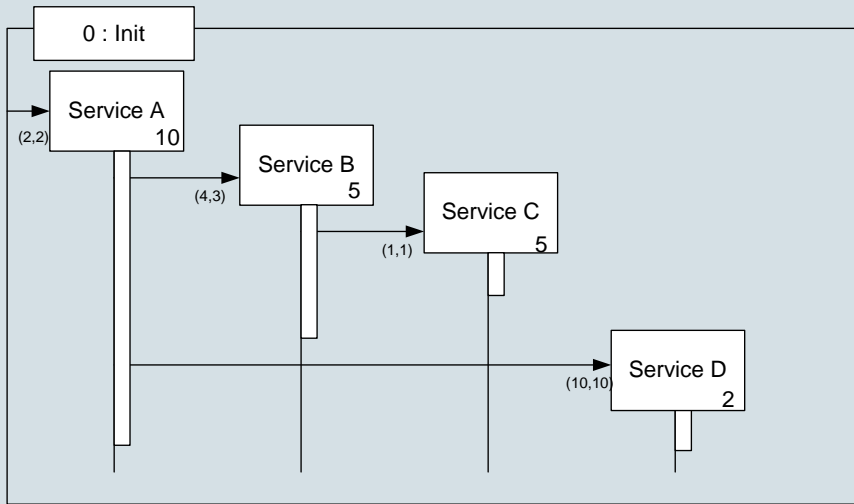 0 : Init
Service A
10
(2,2)
Service B
5
(4,3)
Service C
5
(1,1)
Service D
2
(10,10)